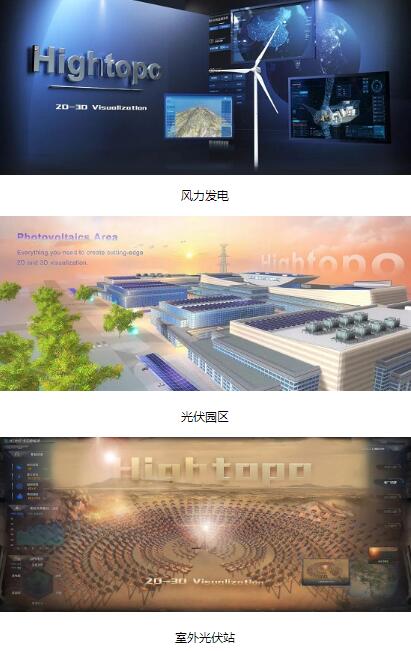 Hightopo
2D-3D Visualization
风力发电
Photovoltaics Area
Everything you need to create cutting-edge
2D and 3D visualization.
Hightopo
光伏园区
Hightopo
2D-3D Visualization
室外光伏站